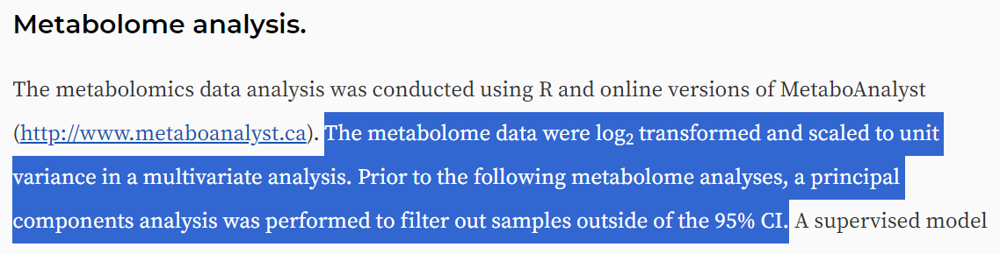 Metabolome analysis.
The metabolomics data analysis was conducted using R and online versions of MetaboAnalyst
(http://www.metaboanalyst.ca). The metabolome data were log₂ transformed and scaled to unit
variance in a multivariate analysis. Prior to the following metabolome analyses, a principal
components analysis was performed to filter out samples outside of the 95% CI. A supervised model